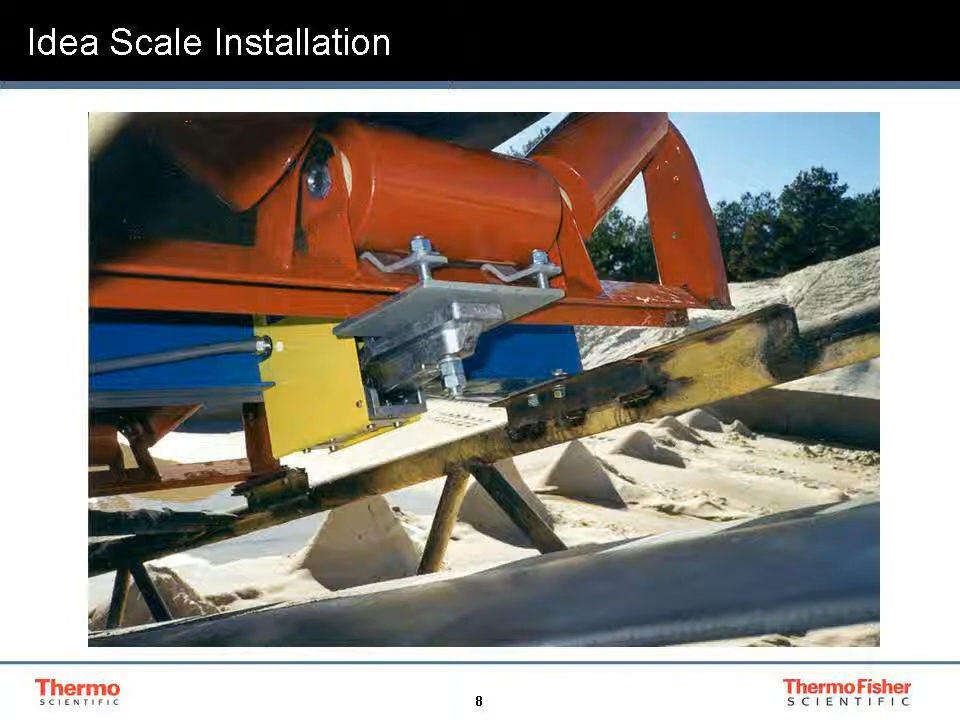 Idea Scale Installation
Thermo
SCIENTIFIC
8
ThermoFisher
SCIENTIFIC